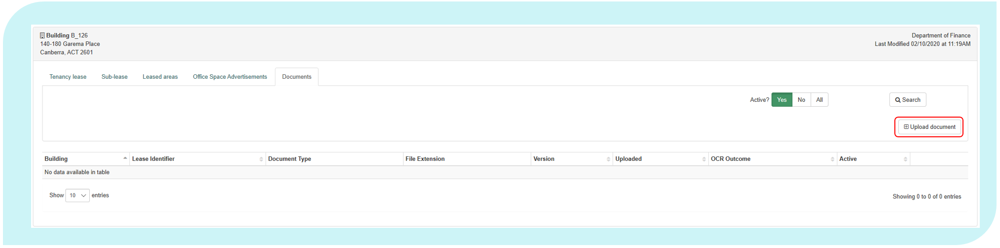 Building B_126
140-180 Garema Place
Canberra, ACT 2601
Department of Finance
Last Modified 02/10/2020 at 11:19AM
Tenancy lease Sub-lease Leased areas Office Space Advertisements Documents
Active? Yes No All Search
Upload document
Building Lease Identifier Document Type File Extension Version Uploaded OCR Outcome Active
No data available in table
Show 10 entries
Showing 0 to 0 of 0 entries